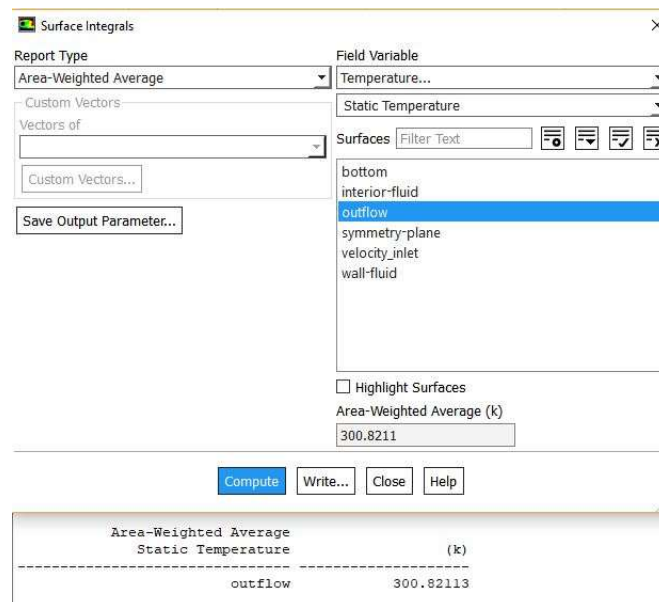 Surface Integrals
Report Type
Area-Weighted Average
Custom Vectors
Vectors of
Custom Vectors...
Save Output Parameter...
Field Variable
Temperature...
Static Temperature
Surfaces Filter Text
bottom
interior-fluid
outflow
symmetry-plane
velocity_inlet
wall-fluid
Highlight Surfaces
Area-Weighted Average (k)
300.8211
Compute Write... Close Help
Area-Weighted Average
Static Temperature (k)
-------------------------------- --------------------
outflow 300.82113